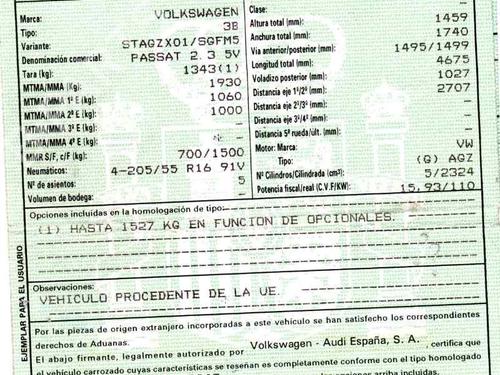 Marca: VOLKSWAGEN
Tipo: 3B
Variante: STAGZX01/SGFM5
Denominación comercial: PASSAT 2. 3 5V
Tara (kg): 1343(1)
MTMA/MMA (Kg): 1930
MTMA/MMA 1º E (kg): 1060
MTMA/MMA 2º E (kg): 1000
MTMA/MMA 3º E (kg) -
MTMA/MMA 4º E (kg): -
MMR S/F, c/F (kg): 700/1500
Neumáticos: 4-205/55 R16 91V
Nº de asientos: 5
Volumen de bodega: -
Clase: -
Altura total (mm): 1459
Anchura total (mm): 1740
Vía anterior/posterior (mm): 1495/1499
Longitud total (mm): 4675
Voladizo posterior (mm): 1027
Distancia eje 1º/2º (mm): 2707
Distancia eje 2º/3º (mm): -
Distancia eje 3º/4º (mm): -
Distancia 5ª rueda/últ. (mm): -
Motor: Marca: VW
Tipo: (G) AGZ
Nº Cilindros/Cilindrada (cm³): 5/2324
Potencia fiscal/real (C.V.F/KW): 15,93/110
Opciones incluidas en la homologación de tipo:
(1) HASTA 1527 KG EN FUNCION DE OPCIONALES.
Observaciones:
VEHICULO PROCEDENTE DE LA UE.
EJEMPLAR PARA EL USUARIO
Por las piezas de origen extranjero incorporadas a este vehículo se han satisfecho los correspondientes
derechos de Aduanas.
El abajo firmante, legalmente autorizado por Volkswagen - Audi España, S. A., certifica que
el vehículo carrozado cuyas características se reseñan es completamente conforme con el tipo homologado
arriba incluidas.